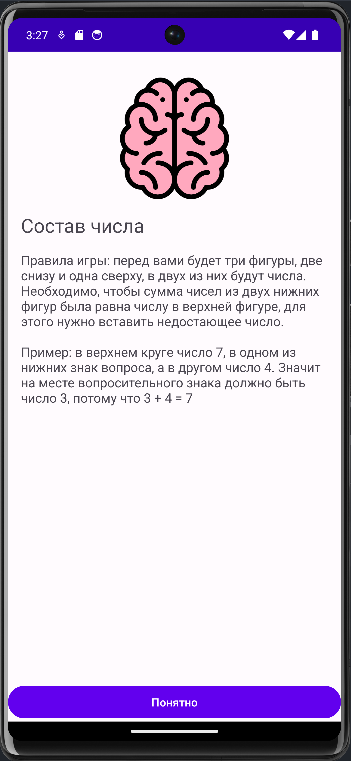 3:27
Состав числа
Правила игры: перед вами будет три фигуры, две
снизу и одна сверху, в двух из них будут числа.
Необходимо, чтобы сумма чисел из двух нижних
фигур была равна числу в верхней фигуре, для
этого нужно вставить недостающее число.
Пример: в верхнем круге число 7, в одном из
нижних знак вопроса, а в другом число 4. Значит
на месте вопросительного знака должно быть
число 3, потому что 3 + 4 = 7
Понятно